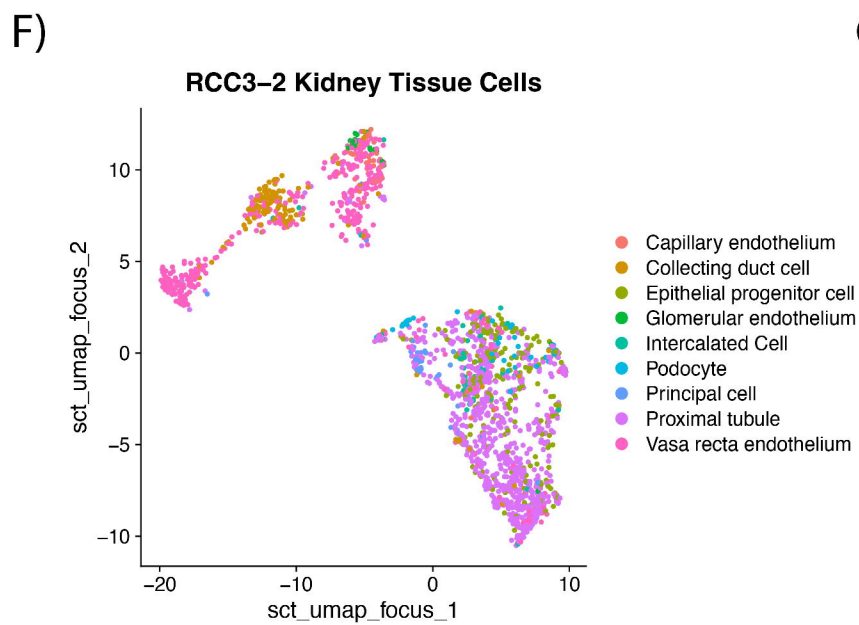 F)
RCC3−2 Kidney Tissue Cells
sct_umap_focus_2
10
5
0
−5
−10
−20
−10
0
10
sct_umap_focus_1
Capillary endothelium
Collecting duct cell
Epithelial progenitor cell
Glomerular endothelium
Intercalated Cell
Podocyte
Principal cell
Proximal tubule
Vasa recta endothelium